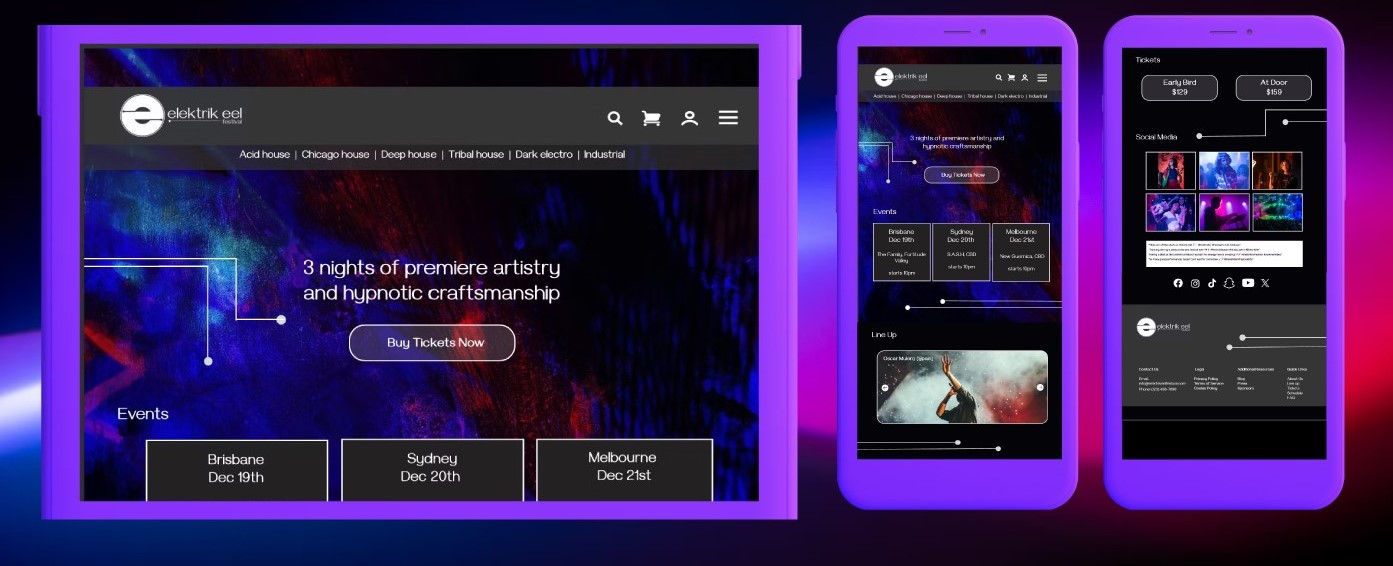 elektrik eel
festival
Acid house | Chicago house | Deep house | Tribal house | Dark electro | Industrial
3 nights of premiere artistry
and hypnotic craftsmanship
Buy Tickets Now
Events
Brisbane
Dec 19th
Sydney
Dec 20th
Melbourne
Dec 21st
elektrik eel
Acid house | Chicago house | Deep house | Tribal house | Dark electro | Industrial
3 nights of premiere artistry and
hypnotic craftsmanship
Buy Tickets Now
Events
Brisbane
Dec 19th
The Family, Fortitude
Valley
starts 10pm
Sydney
Dec 20th
S.A.S.H, CBD
starts 10pm
Melbourne
Dec 21st
New Guernica, CBD
starts 10pm
Line Up
Oscar Mulero (Spain)
Tickets
Early Bird
$129
At Door
$159
Social Media
elektrik eel
Contact Us
Email:
Legal
Privacy Policy
Terms of Service
Cookie Policy
Additional Resources
Blog
Press
Sponsors
Quick Links
About Us
Line up
Tickets
Schedule
FAQ